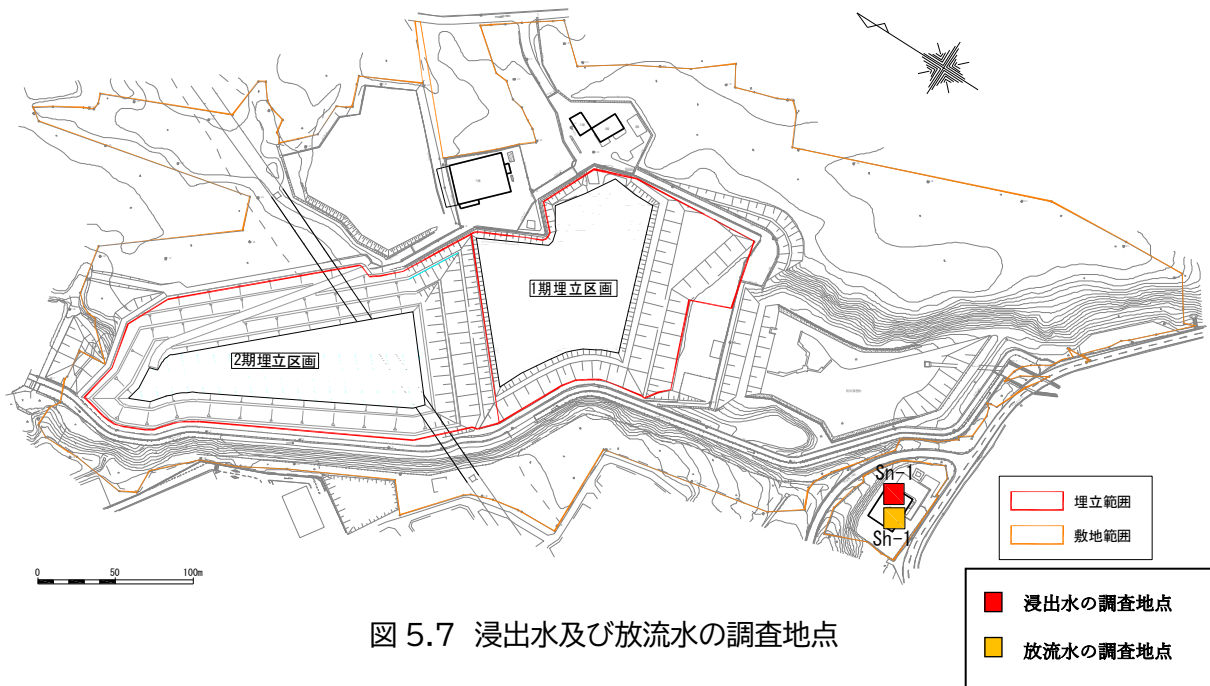 1期埋立区画
2期埋立区画
Sn-1
Sh-1
埋立範囲
敷地範囲
0 50 100m
浸出水の調査地点
放流水の調査地点
図 5.7 浸出水及び放流水の調査地点